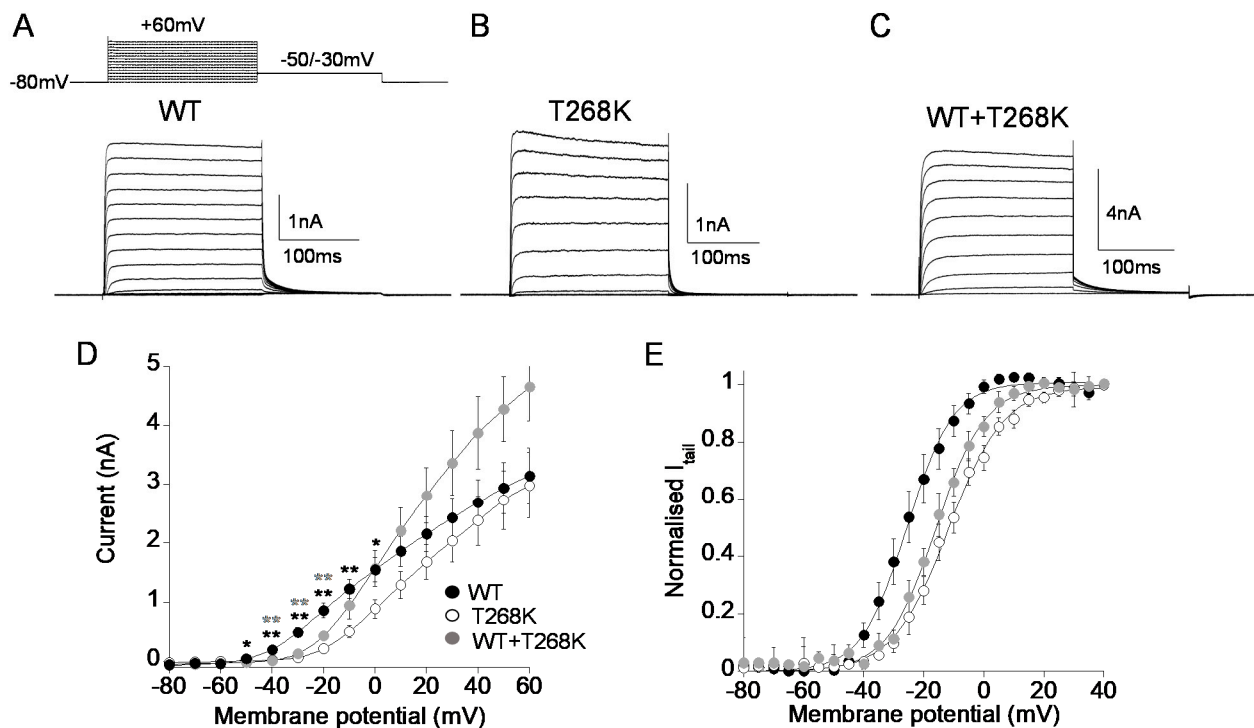 A
B
C
+60mV
-50/-30mV
-80mV
WT
T268K
WT+T268K
1nA
100ms
1nA
100ms
4nA
100ms
D
E
5
4
3
2
1
0
Current (nA)
* ** ** ** ** * 
** ** **
WT
T268K
WT+T268K
-80 -60 -40 -20 0 20 40 60
Membrane potential (mV)
1
0.8
0.6
0.4
0.2
0
Normalised Itail
-80 -60 -40 -20 0 20 40
Membrane potential (mV)